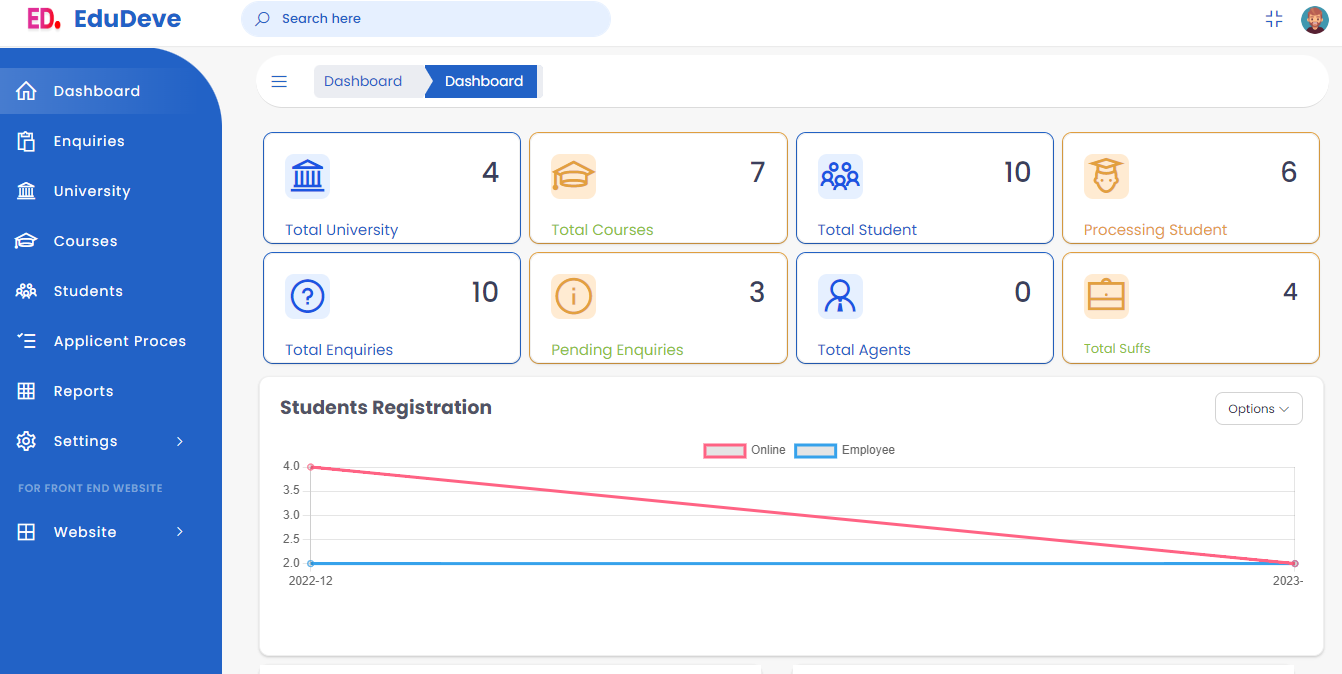 ED. EduDeve
Search here
Dashboard
Enquiries
University
Courses
Students
Applicent Proces
Reports
Settings
FOR FRONT END WEBSITE
Website
Dashboard Dashboard
4
Total University
7
Total Courses
10
Total Student
6
Processing Student
10
Total Enquiries
3
Pending Enquiries
0
Total Agents
4
Total Suffs
Students Registration
Options
Online Employee
4.0
3.5
3.0
2.5
2.0
2022-12 2023-